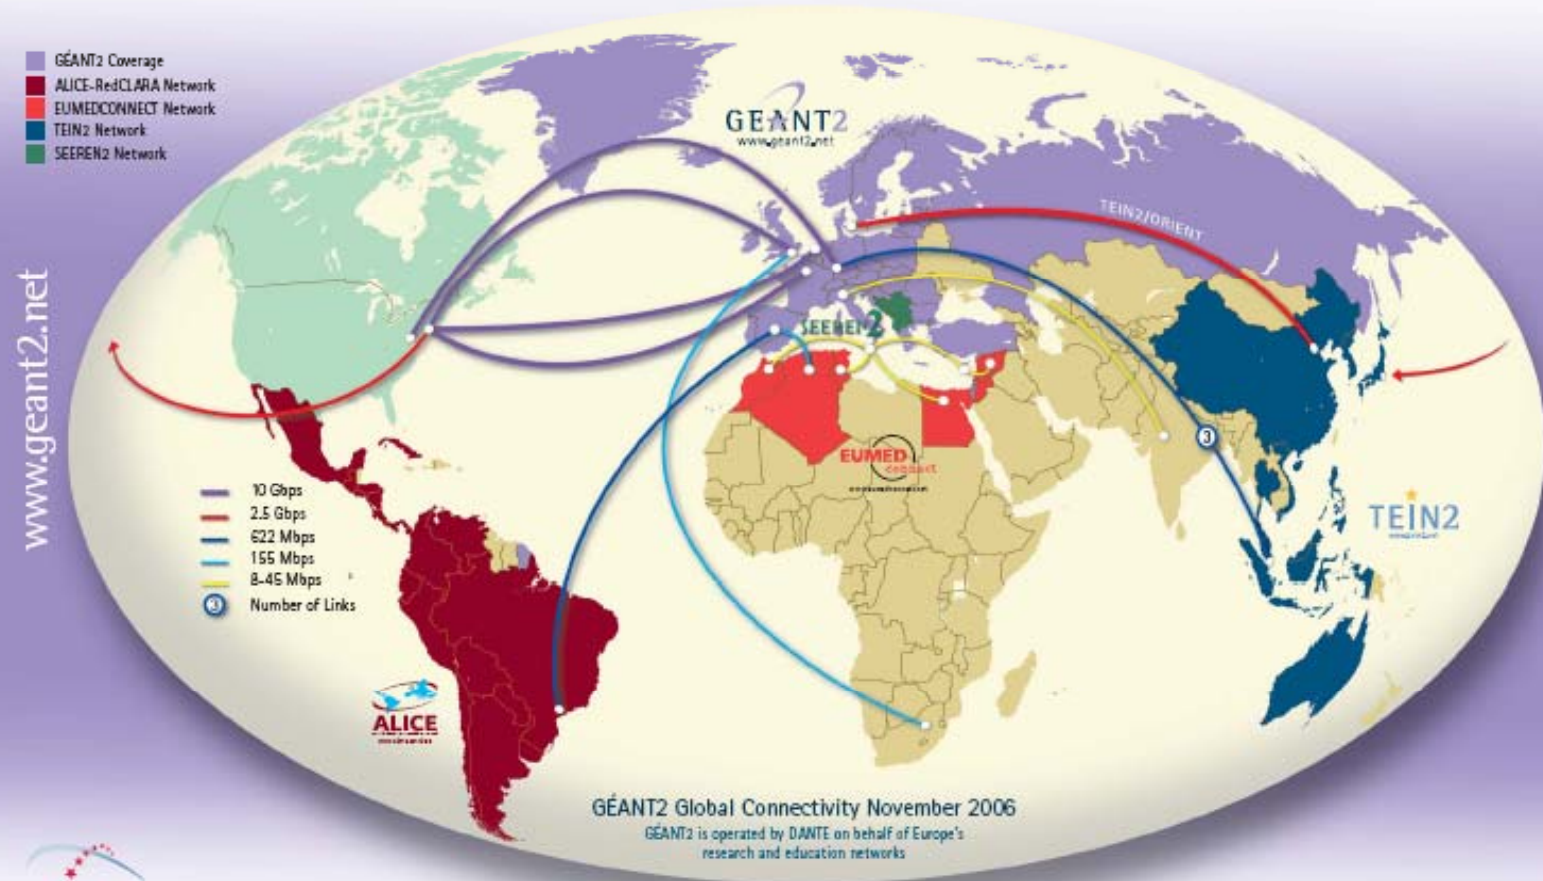 GÉANT2 Coverage
ALICE-RedCLARA Network
EUMEDCONNECT Network
TEIN2 Network
SEEREN2 Network
GEANT2
www.geant2.net
TEIN2/ORIENT
www.geant2.net
SEEREN2
EUMED
connect
3
10 Gbps
2.5 Gbps
622 Mbps
155 Mbps
8-45 Mbps
3 Number of Links
TEIN2
ALICE
GÉANT2 Global Connectivity November 2006
GÉANT2 is operated by DANTE on behalf of Europe's
research and education networks